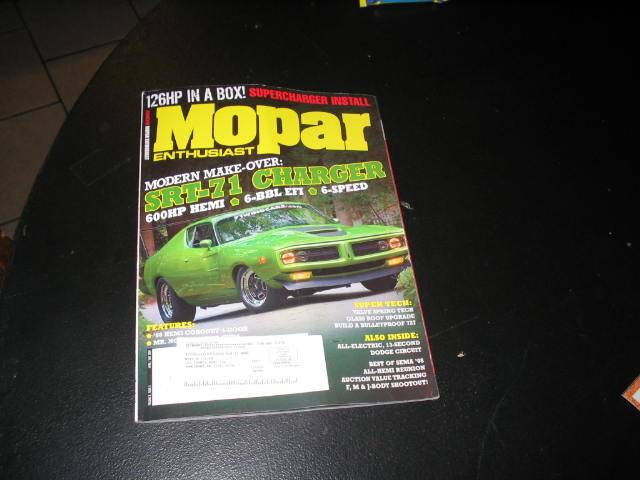 126HP IN A BOX! SUPERCHARGER INSTALL
Mopar
ENTHUSIAST
MODERN MAKE-OVER:
SRT-71 CHARGER
600HP HEMI ★ 6-BBL EFI ★ 6-SPEED
FEATURES:
HEMI CORONET 4-DOOR
MR. NO
SUPER TECH:
VALVE SPRING TECH
GLASS ROOF UPGRADE
BUILD A BULLETPROOF 727
ALSO INSIDE:
ALL-ELECTRIC, 13-SECOND
DODGE CIRCUIT
BEST OF SEMA '08
ALL-HEMI REUNION
AUCTION VALUE TRACKING
F, M & J-BODY SHOOTOUT!